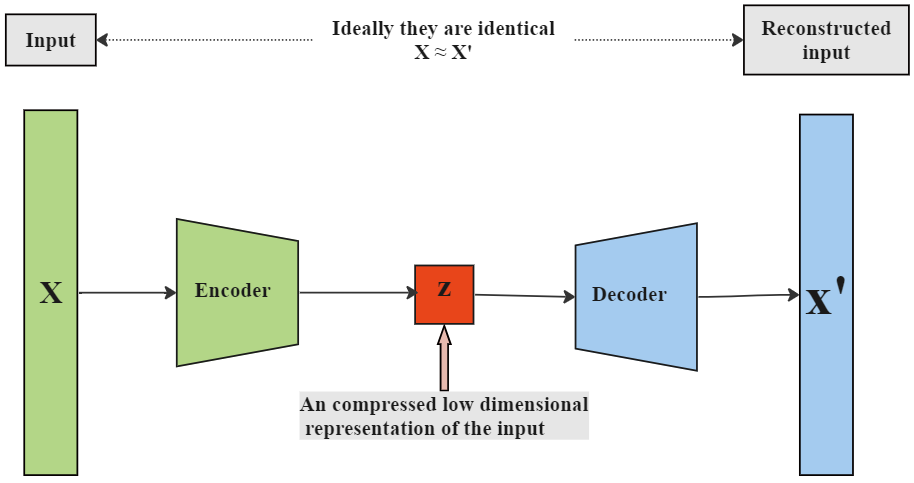 Input
Ideally they are identical
X ≈ X'
Reconstructed
input
X
Encoder
z
Decoder
x'
An compressed low dimensional
representation of the input